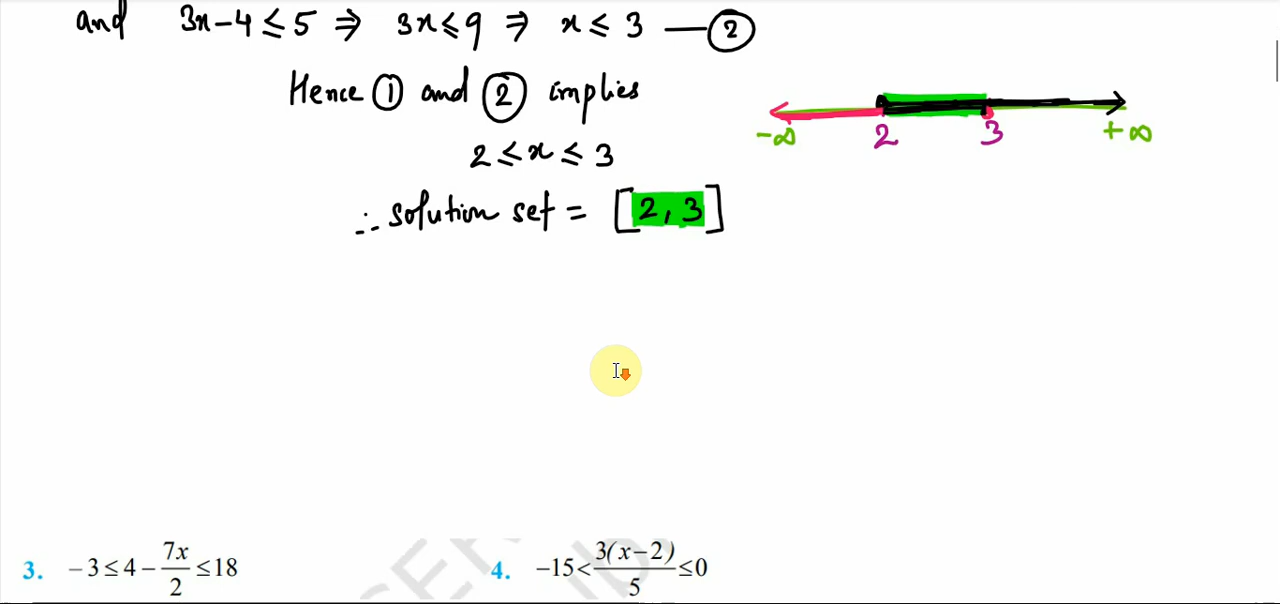 and 3x-4 ≤ 5 ⇒ 3x ≤ 9 ⇒ x ≤ 3 — ②
Hence ① and ② implies
-∞ 2 3 +∞
2 ≤ x ≤ 3
∴ solution set = [2, 3]
3. -3 ≤ 4 - 7x/2 ≤ 18 4. -15 < 3(x-2)/5 ≤ 0